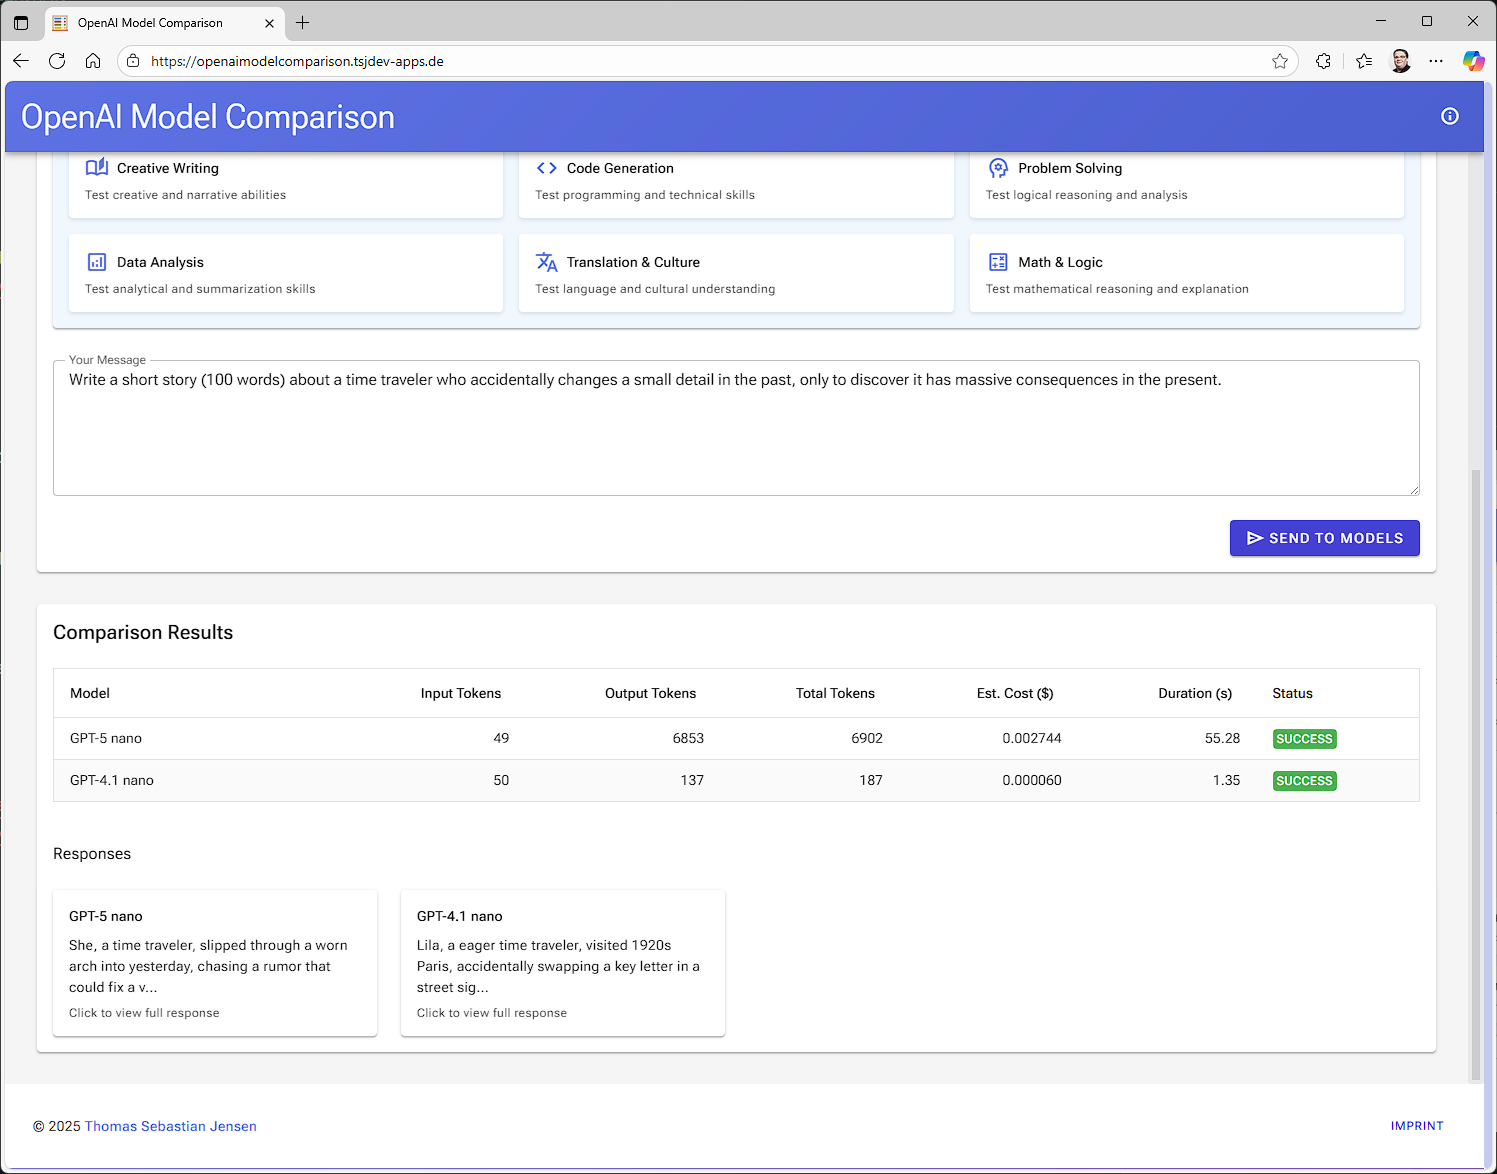 OpenAI Model Comparison
https://openaimodelcomparison.tsjdev-apps.de
OpenAI Model Comparison
Creative Writing
Test creative and narrative abilities
Code Generation
Test programming and technical skills
Problem Solving
Test logical reasoning and analysis
Data Analysis
Test analytical and summarization skills
Translation & Culture
Test language and cultural understanding
Math & Logic
Test mathematical reasoning and explanation
Your Message
Write a short story (100 words) about a time traveler who accidentally changes a small detail in the past, only to discover it has massive consequences in the present.
SEND TO MODELS
Comparison Results
Model Input Tokens Output Tokens Total Tokens Est. Cost ($) Duration (s) Status
GPT-5 nano 49 6853 6902 0.002744 55.28 SUCCESS
GPT-4.1 nano 50 137 187 0.000060 1.35 SUCCESS
Responses
GPT-5 nano
She, a time traveler, slipped through a worn
arch into yesterday, chasing a rumor that
could fix a v...
Click to view full response
GPT-4.1 nano
Lila, a eager time traveler, visited 1920s
Paris, accidentally swapping a key letter in a
street sig...
Click to view full response
© 2025 Thomas Sebastian Jensen
IMPRINT